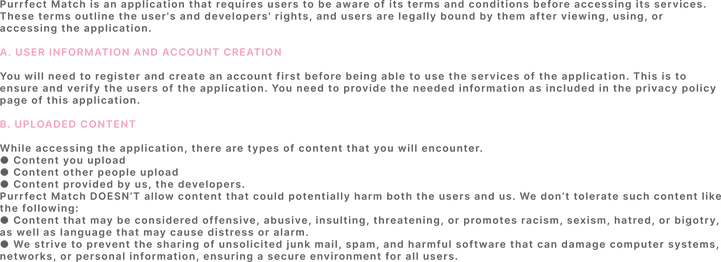 Purrfect Match is an application that requires users to be aware of its terms and conditions before accessing its services.
These terms outline the user's and developers' rights, and users are legally bound by them after viewing, using, or
accessing the application.
A. USER INFORMATION AND ACCOUNT CREATION
You will need to register and create an account first before being able to use the services of the application. This is to
ensure and verify the users of the application. You need to provide the needed information as included in the privacy policy
page of this application.
B. UPLOADED CONTENT
While accessing the application, there are types of content that you will encounter.
● Content you upload
● Content other people upload
● Content provided by us, the developers.
Purrfect Match DOESN'T allow content that could potentially harm both the users and us. We don't tolerate such content like
the following:
● Content that may be considered offensive, abusive, insulting, threatening, or promotes racism, sexism, hatred, or bigotry,
as well as language that may cause distress or alarm.
● We strive to prevent the sharing of unsolicited junk mail, spam, and harmful software that can damage computer systems,
networks, or personal information, ensuring a secure environment for all users.